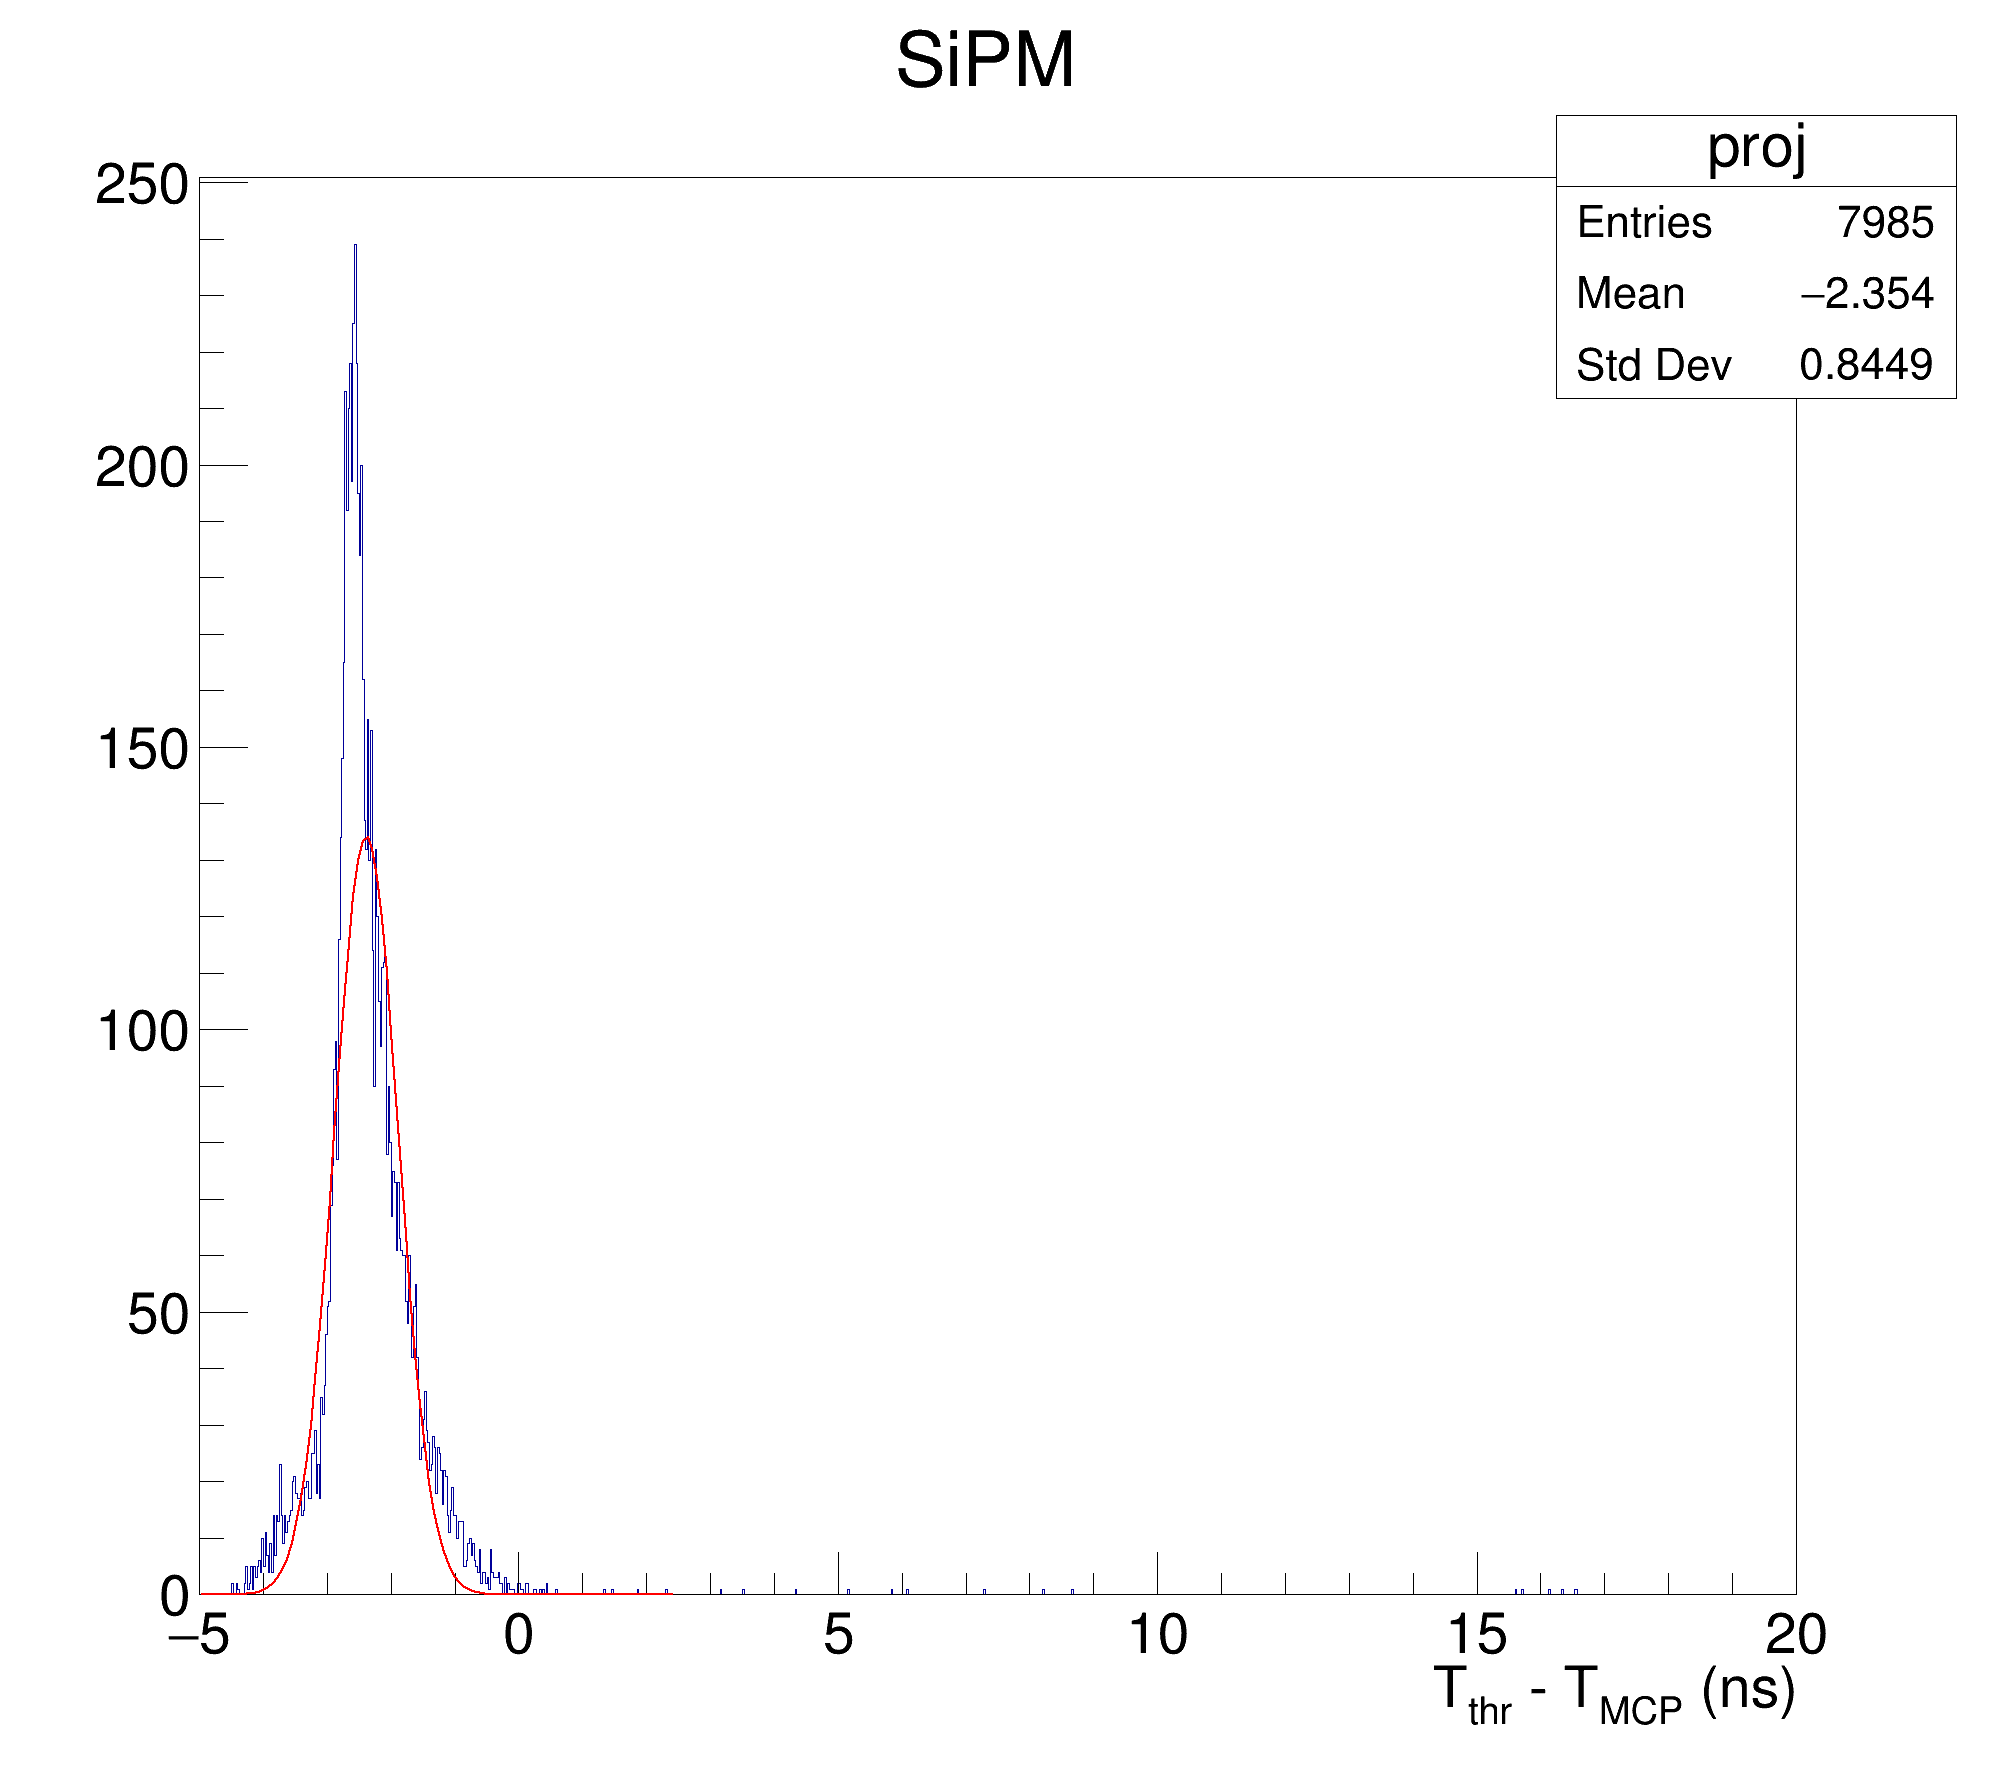 SiPM
proj
Entries 7985
Mean −2.354
Std Dev 0.8449
250
200
150
100
50
0
−5 0 5 10 15 20
T_thr - T_MCP (ns)